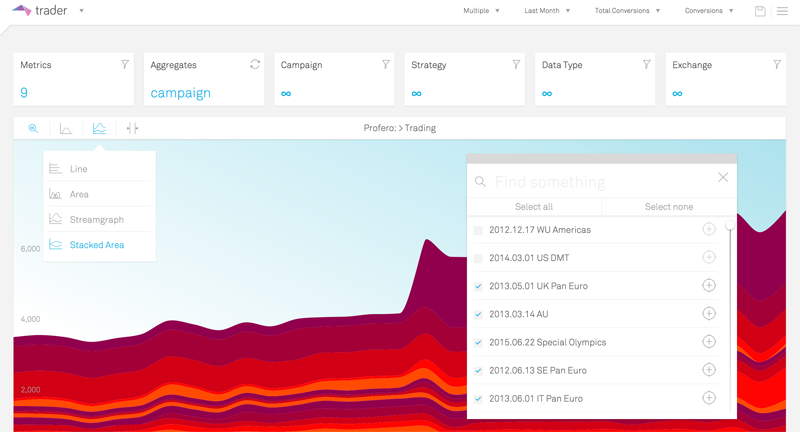 trader
Multiple
Last Month
Total Conversions
Conversions
Metrics
9
Aggregates
campaign
Campaign
∞
Strategy
∞
Data Type
∞
Exchange
∞
Profero: > Trading
Line
Area
Streamgraph
Stacked Area
6,000
4,000
2,000
Find something
Select all
Select none
2012.12.17 WU Americas
2014.03.01 US DMT
2013.05.01 UK Pan Euro
2013.03.14 AU
2015.06.22 Special Olympics
2012.06.13 SE Pan Euro
2013.06.01 IT Pan Euro